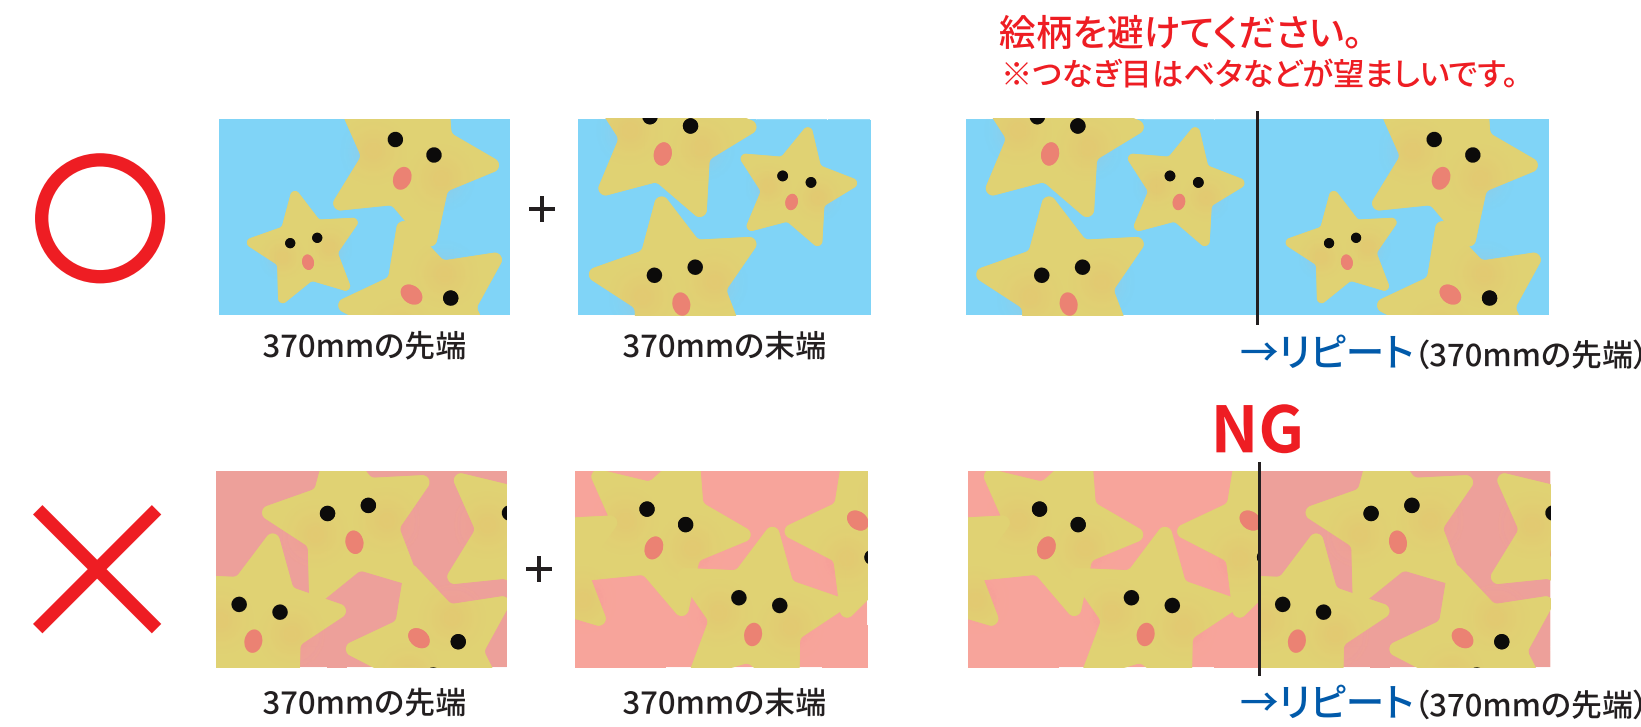 絵柄を避けてください。
※つなぎ目はベタなどが望ましいです。
+
370mmの先端
370mmの末端
→リピート(370mmの先端)
NG
+
370mmの先端
370mmの末端
→リピート(370mmの先端)